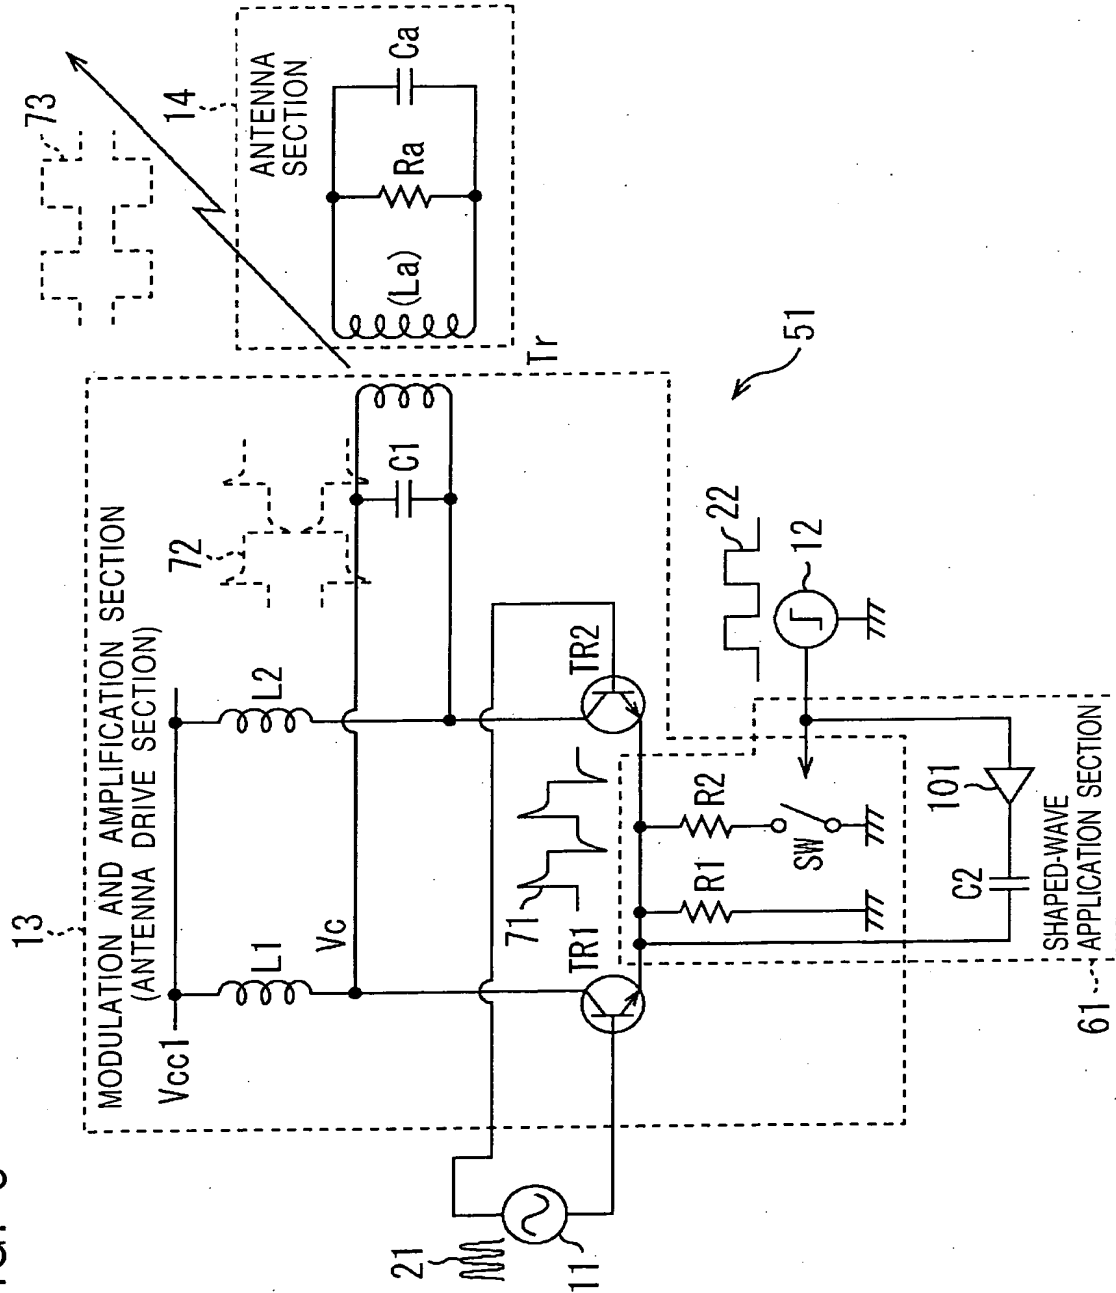 13
MODULATION AND AMPLIFICATION SECTION
(ANTENNA DRIVE SECTION)
Vcc1
L1
L2
Vc
72
73
14
ANTENNA
SECTION
C1
(La)
Ra
Ca
Tr
21
11
71
TR1
TR2
R1
R2
SW
22
12
51
C2
101
SHAPED-WAVE
APPLICATION SECTION
61